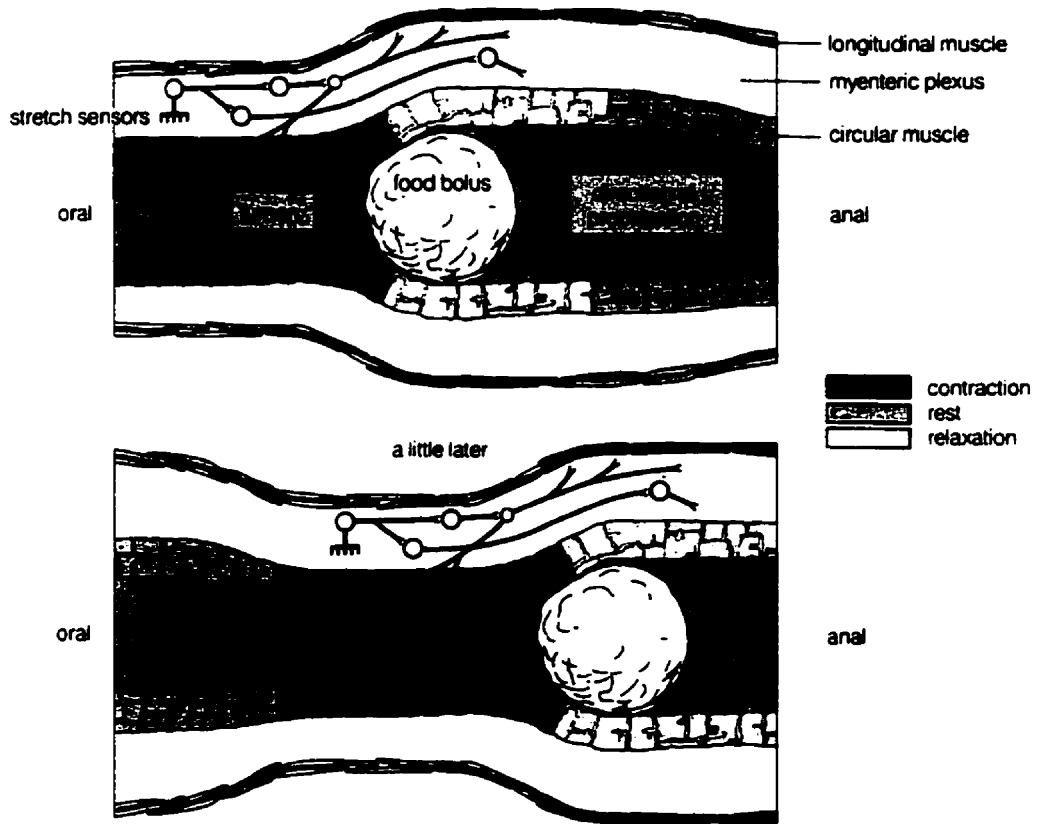 longitudinal muscle
myenteric plexus
stretch sensors
circular muscle
food bolus
oral
anal
contraction
rest
relaxation
a little later
oral
anal